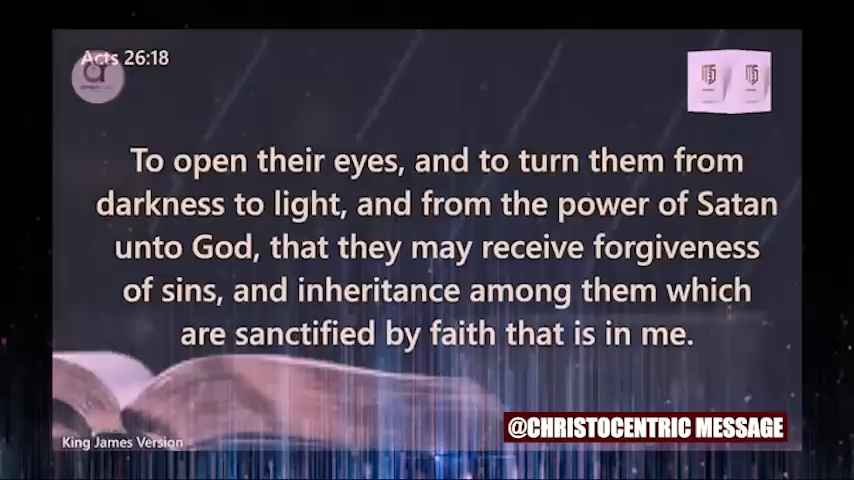 Acts 26:18
To open their eyes, and to turn them from
darkness to light, and from the power of Satan
unto God, that they may receive forgiveness
of sins, and inheritance among them which
are sanctified by faith that is in me.
@CHRISTOCENTRIC MESSAGE
King James Version